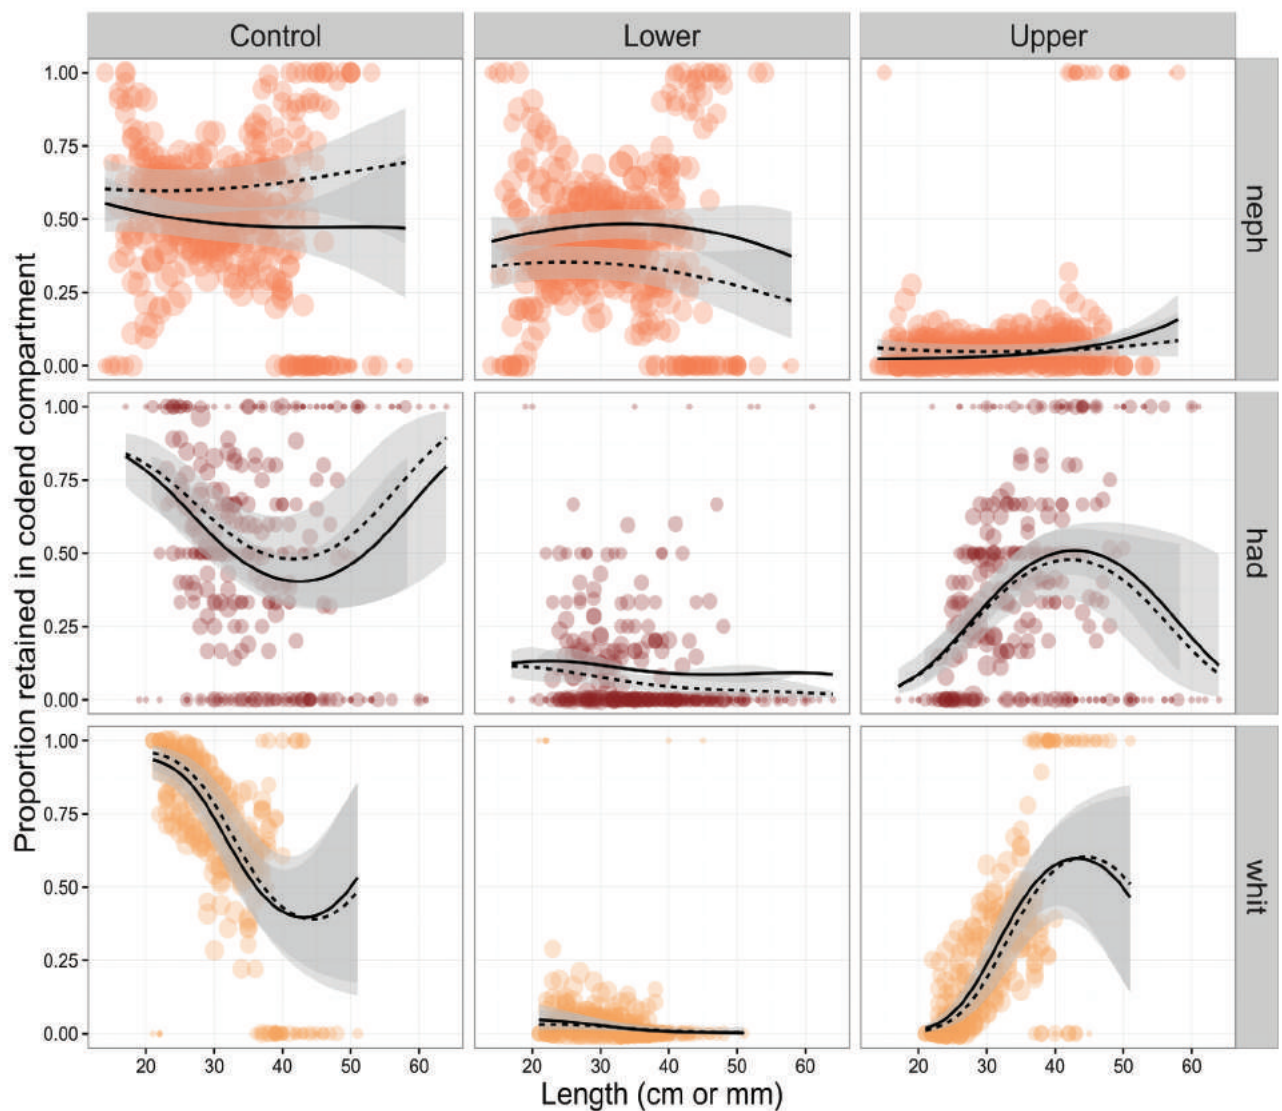 Control Lower Upper
Proportion retained in codend compartment
1.00
0.75
0.50
0.25
0.00
neph
1.00
0.75
0.50
0.25
0.00
had
1.00
0.75
0.50
0.25
0.00
whit
20 30 40 50 60 20 30 40 50 60 20 30 40 50 60
Length (cm or mm)